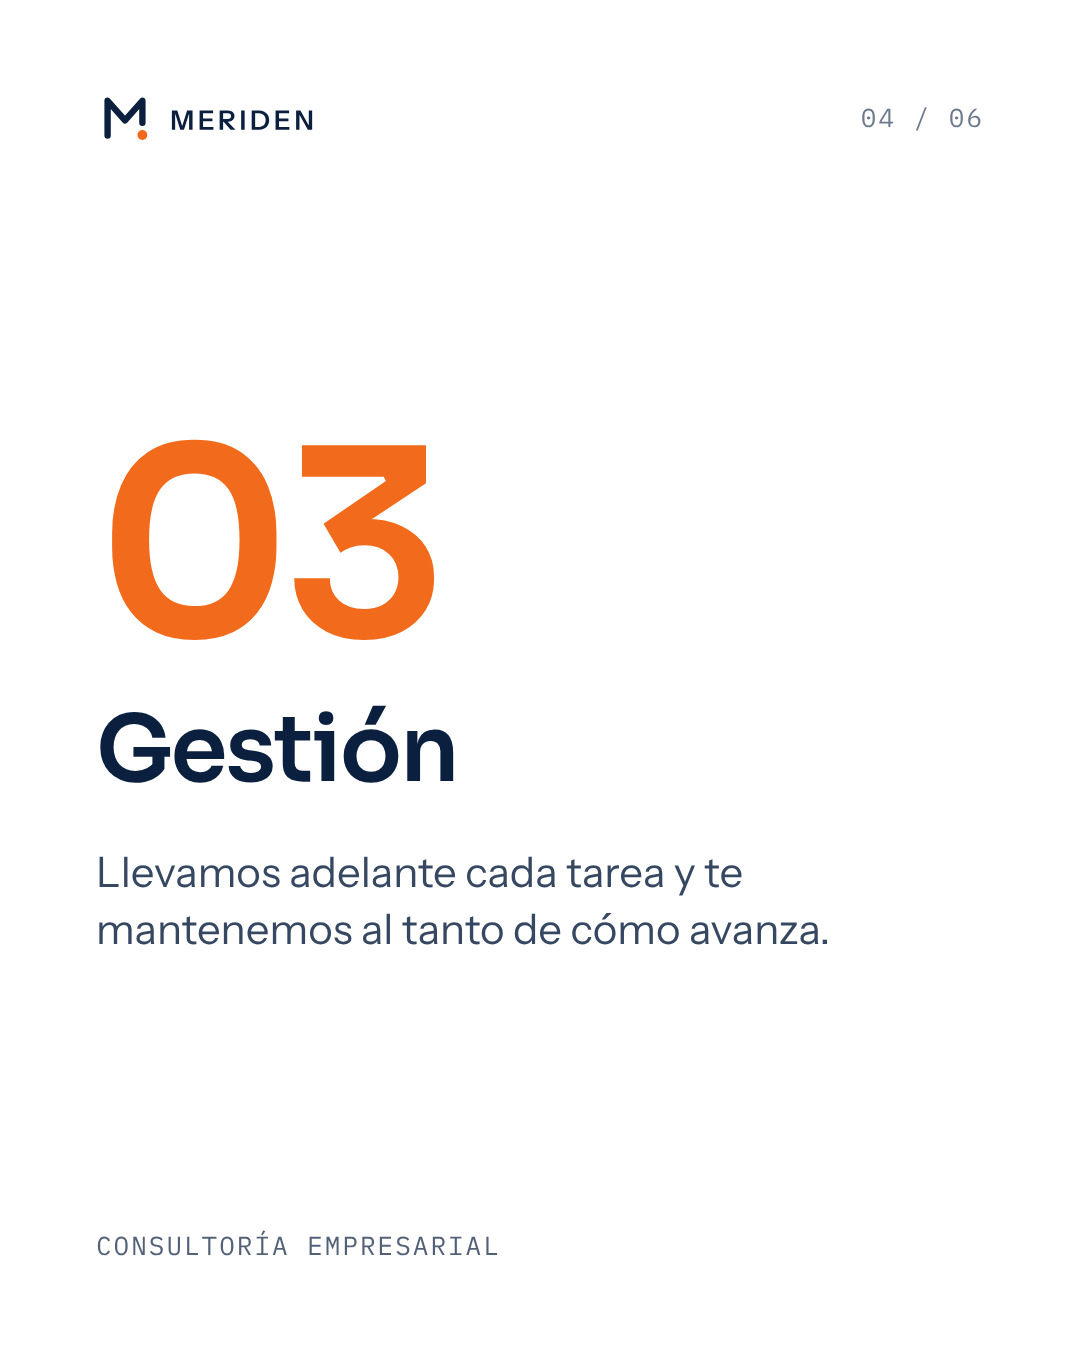 MERIDEN
04 / 06
03
Gestión
Llevamos adelante cada tarea y te
mantenemos al tanto de cómo avanza.
CONSULTORÍA EMPRESARIAL